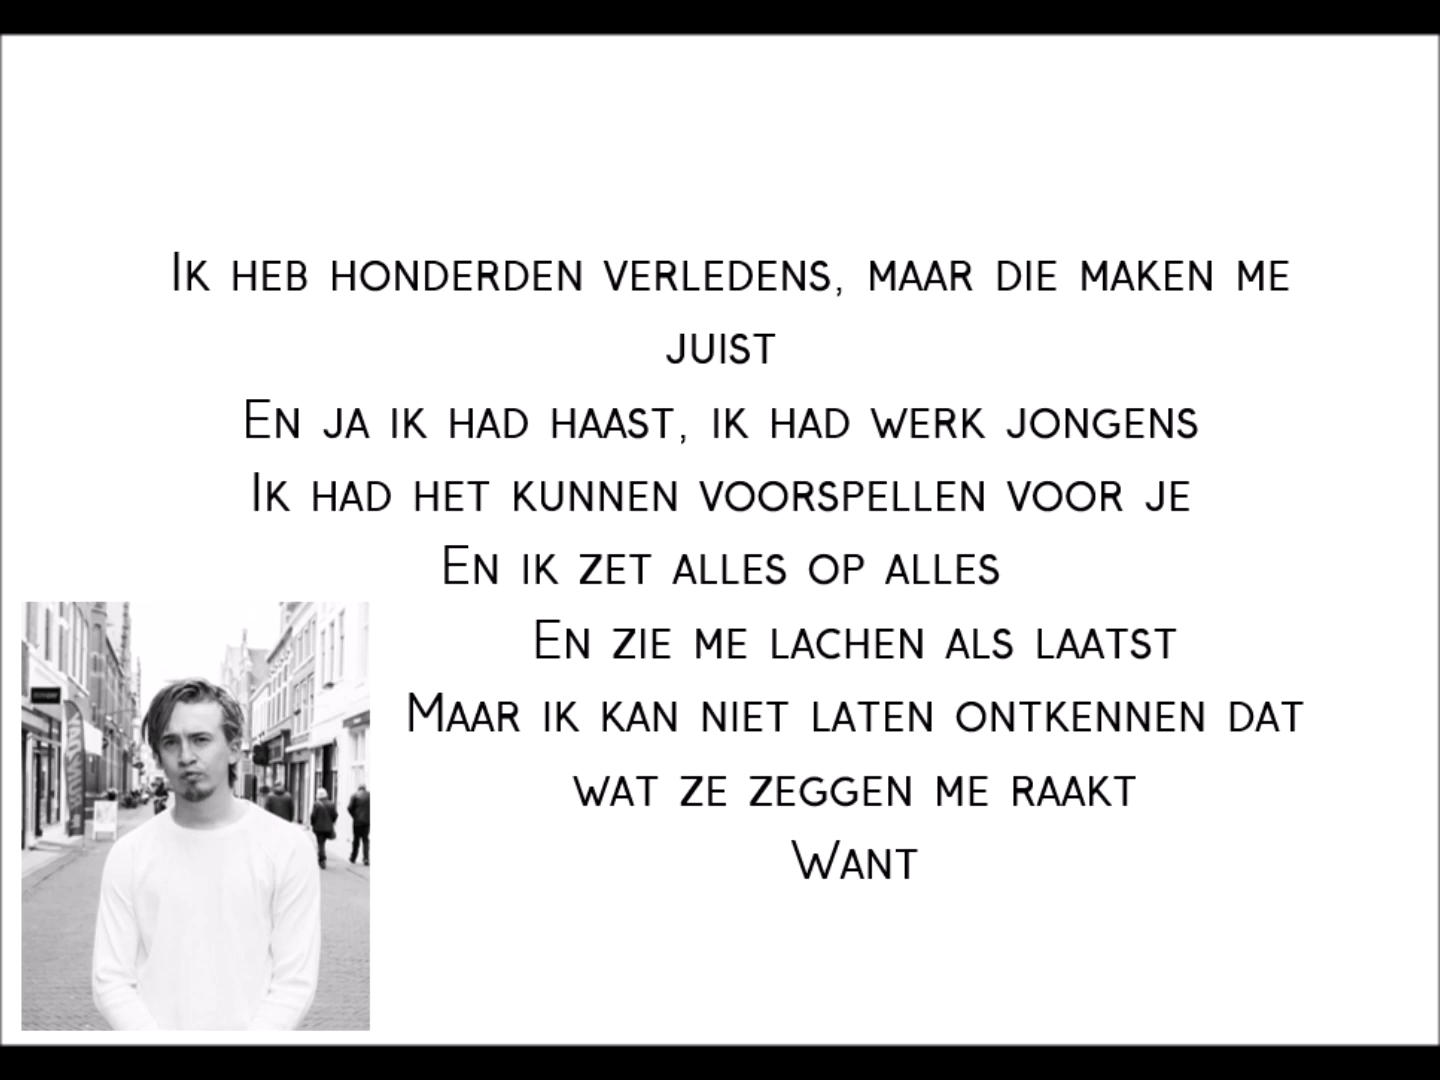 Ik heb honderden verledens, maar die maken me
juist
En ja ik had haast, ik had werk jongens
Ik had het kunnen voorspellen voor je
En ik zet alles op alles
En zie me lachen als laatst
Maar ik kan niet laten ontkennen dat
wat ze zeggen me raakt
Want